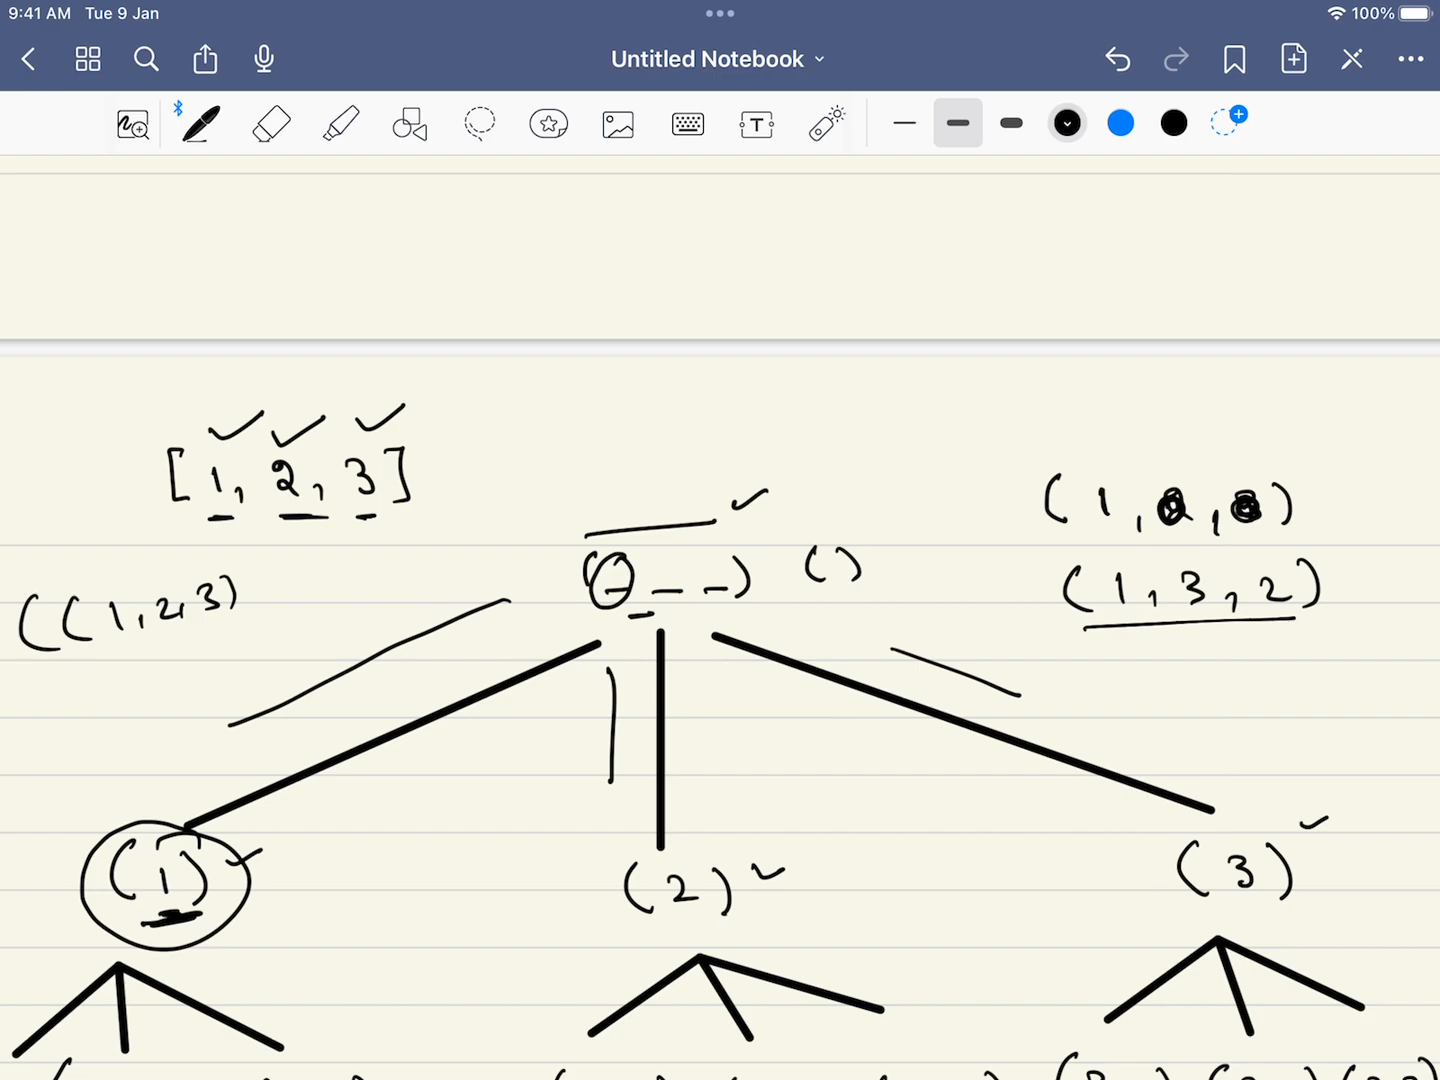 9:41 AM Tue 9 Jan
100%
Untitled Notebook
T
[1, 2, 3]
(1, , )
(_ _ _) ()
((1, 2, 3)
(1, 3, 2)
(1)
(2)
(3)